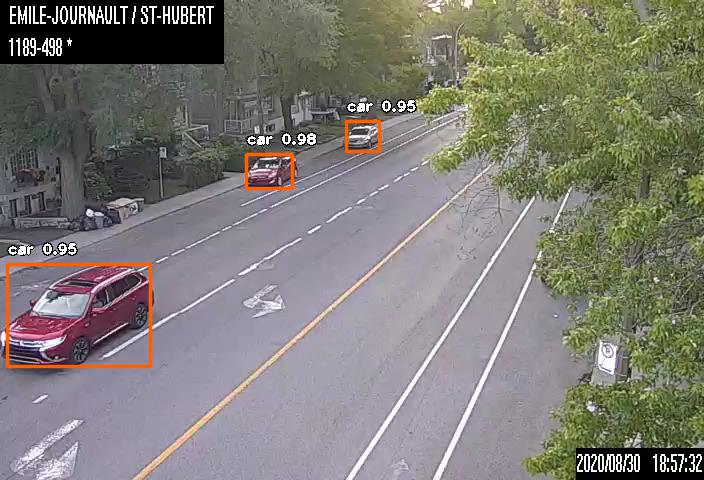 EMILE-JOURNAULT / ST-HUBERT
1189-498 *
car 0.95
car 0.98
car 0.95
2020/08/30 18:57:32